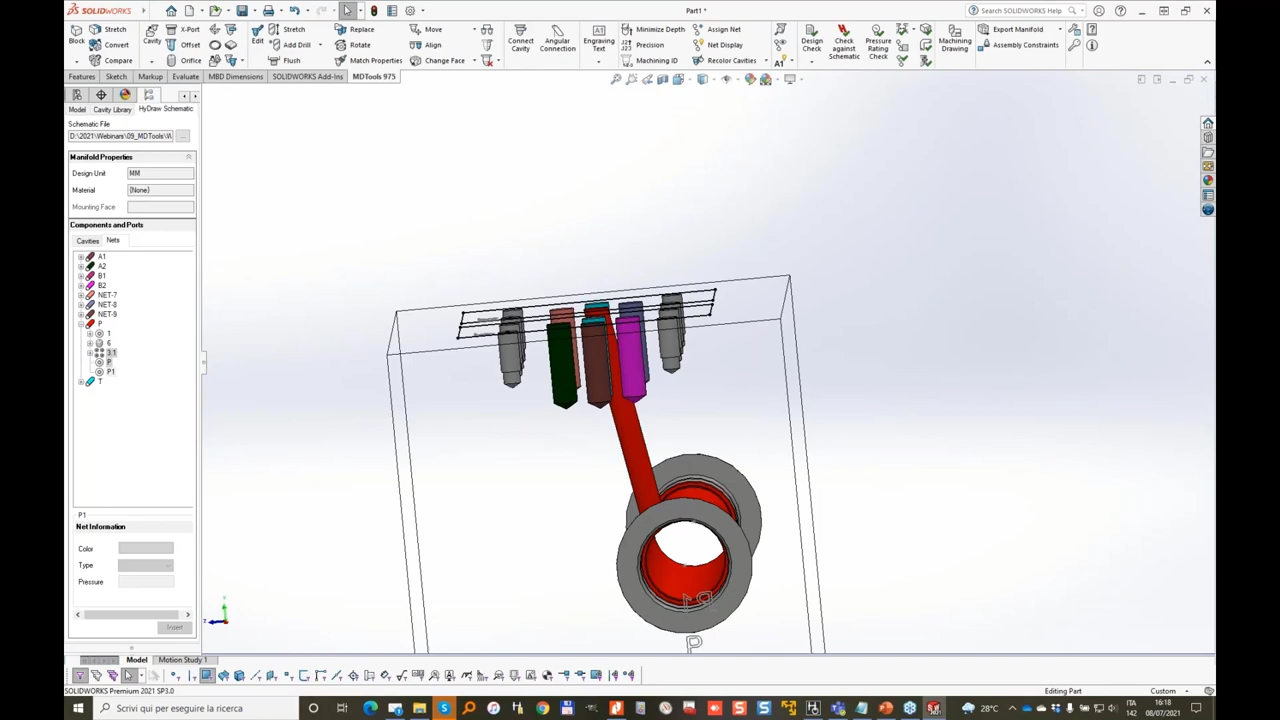 SOLIDWORKS
Part1 *
Search SOLIDWORKS Help
Block
Stretch
Convert
Compare
Cavity
X-Port
Offset
Orifice
Edit
Stretch
Add Drill
Flush
Replace
Rotate
Match Properties
Move
Align
Change Face
Connect Cavity
Angular Connection
Engraving Text
Minimize Depth
Precision
Machining ID
Assign Net
Net Display
Recolor Cavities
A1
Design Check
Check against Schematic
Pressure Rating Check
Machining Drawing
Export Manifold
Assembly Constraints
Features
Sketch
Markup
Evaluate
MBD Dimensions
SOLIDWORKS Add-Ins
MDTools 975
Model
Cavity Library
HyDraw Schematic
Schematic File
D:\2021\Webinars\09_MDTools\W
...
Manifold Properties
Design Unit MM
Material {None}
Mounting Face
Components and Ports
Cavities Nets
A1
A2
B1
B2
NET-7
NET-8
NET-9
P
1
6
3.1
P
P1
T
P1
Net Information
Color
Type
Pressure
Insert
P1
P
Y
Z
Model
Motion Study 1
SOLIDWORKS Premium 2021 SP3.0
Editing Part
Custom
Scrivi qui per eseguire la ricerca
28°C
ITA
16:18
08/07/2021